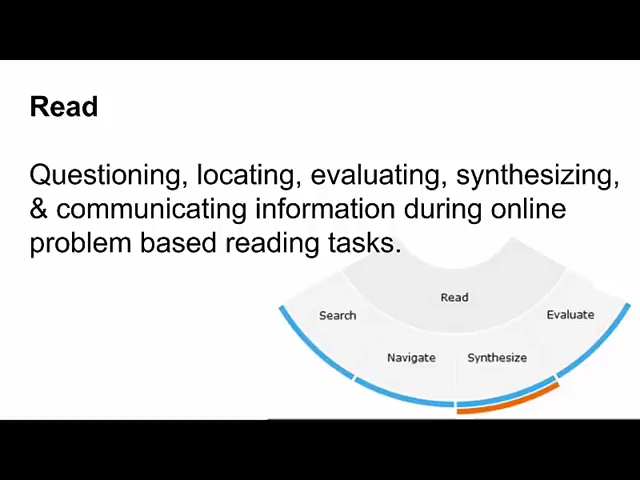 Read
Questioning, locating, evaluating, synthesizing,
& communicating information during online
problem based reading tasks.
Read
Search
Evaluate
Navigate
Synthesize